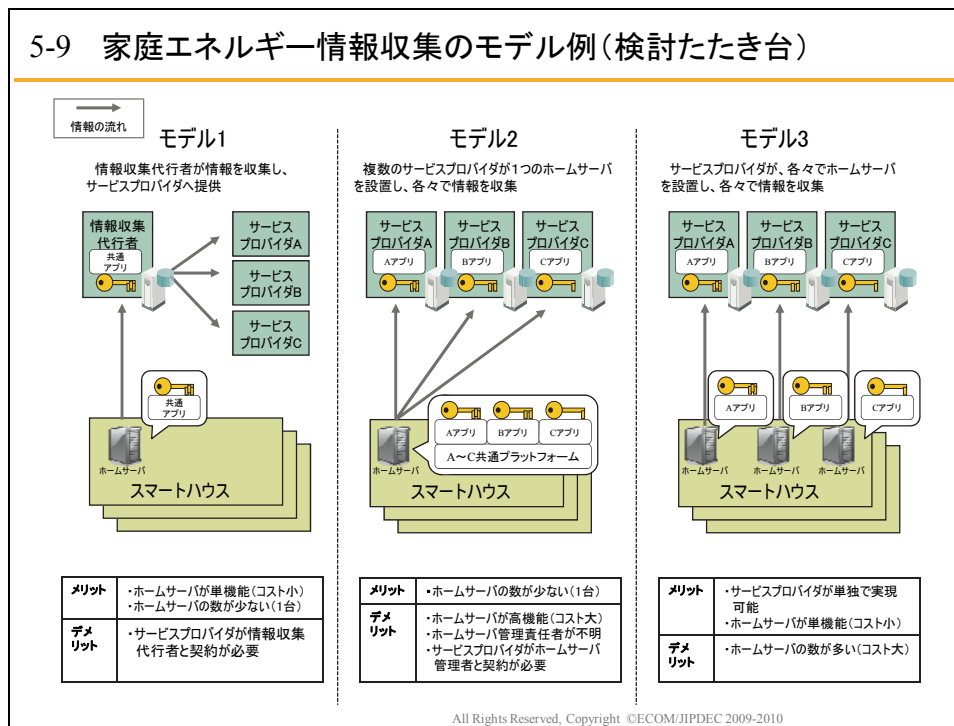 5-9 家庭エネルギー情報収集のモデル例(検討たたき台)
情報の流れ
モデル1
情報収集代行者が情報を収集し、
サービスプロバイダへ提供
情報収集
代行者
共通
アプリ
サービス
プロバイダA
サービス
プロバイダB
サービス
プロバイダC
共通
アプリ
ホームサーバ
スマートハウス
メリット
・ホームサーバが単機能(コスト小)
・ホームサーバの数が少ない(1台)
デメ
リット
・サービスプロバイダが情報収集
代行者と契約が必要
モデル2
複数のサービスプロバイダが1つのホームサーバ
を設置し、各々で情報を収集
サービス
プロバイダA
Aアプリ
サービス
プロバイダB
Bアプリ
サービス
プロバイダC
Cアプリ
Aアプリ
Bアプリ
Cアプリ
A~C共通プラットフォーム
ホームサーバ
スマートハウス
メリット
・ホームサーバの数が少ない(1台)
デメ
リット
・ホームサーバが高機能(コスト大)
・ホームサーバ管理責任者が不明
・サービスプロバイダがホームサーバ
管理者と契約が必要
モデル3
サービスプロバイダが、各々でホームサーバ
を設置し、各々で情報を収集
サービス
プロバイダA
Aアプリ
サービス
プロバイダB
Bアプリ
サービス
プロバイダC
Cアプリ
Aアプリ
Bアプリ
Cアプリ
ホームサーバ
ホームサーバ
ホームサーバ
スマートハウス
メリット
・サービスプロバイダが単独で実現
可能
・ホームサーバが単機能(コスト小)
デメ
リット
・ホームサーバの数が多い(コスト大)
All Rights Reserved, Copyright ©ECOM/JIPDEC 2009-2010